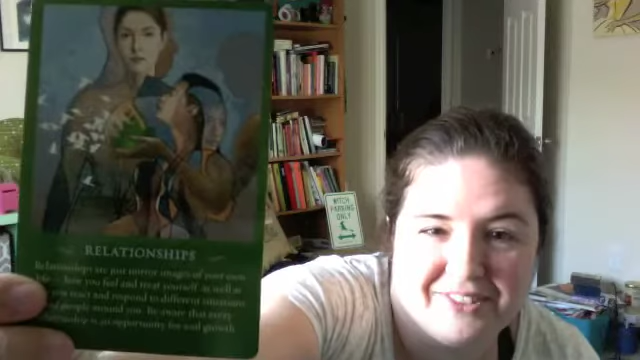 RELATIONSHIPS
Relationships are just mirror images of your own
how you feel and treat yourself as well as
react and respond to different situations
people around you. Be aware that every
is an opportunity for soul growth
WITCH
PARKING
ONLY